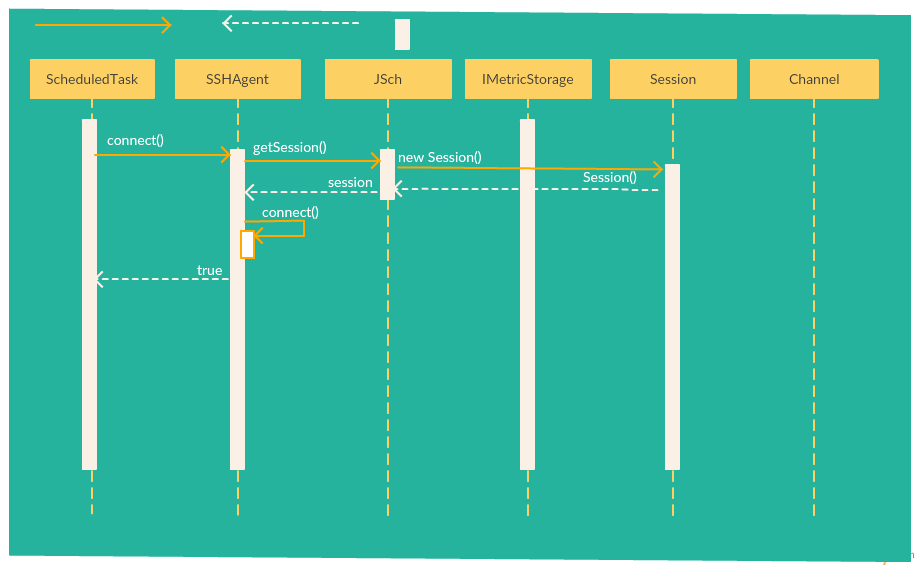 ScheduledTask
SSHAgent
JSch
IMetricStorage
Session
Channel
connect()
getSession()
new Session()
Session()
session
connect()
true